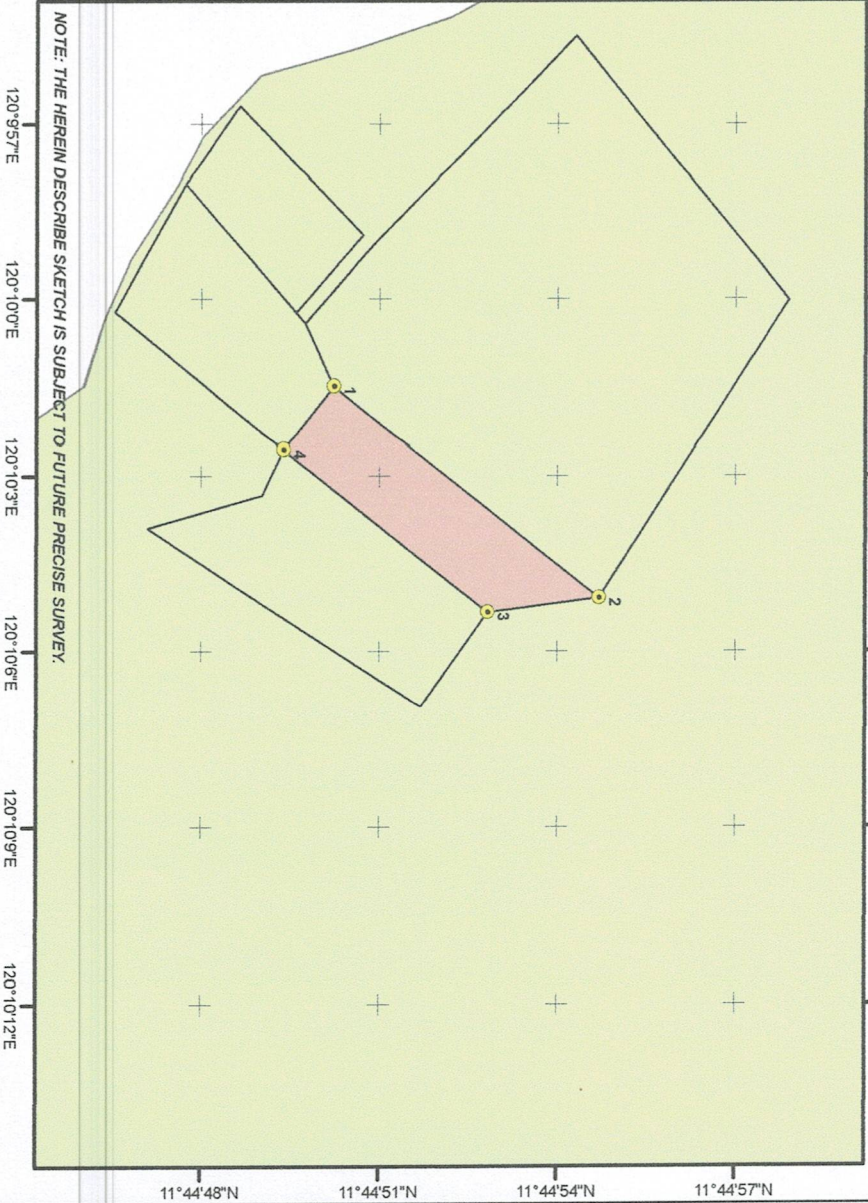 120°9'57"E
120°10'0"E
120°10'3"E
120°10'6"E
120°10'9"E
120°10'12"E
NOTE: THE HEREIN DESCRIBE SKETCH IS SUBJECT TO FUTURE PRECISE SURVEY.
1
2
3
4
11°44'48"N
11°44'51"N
11°44'54"N
11°44'57"N